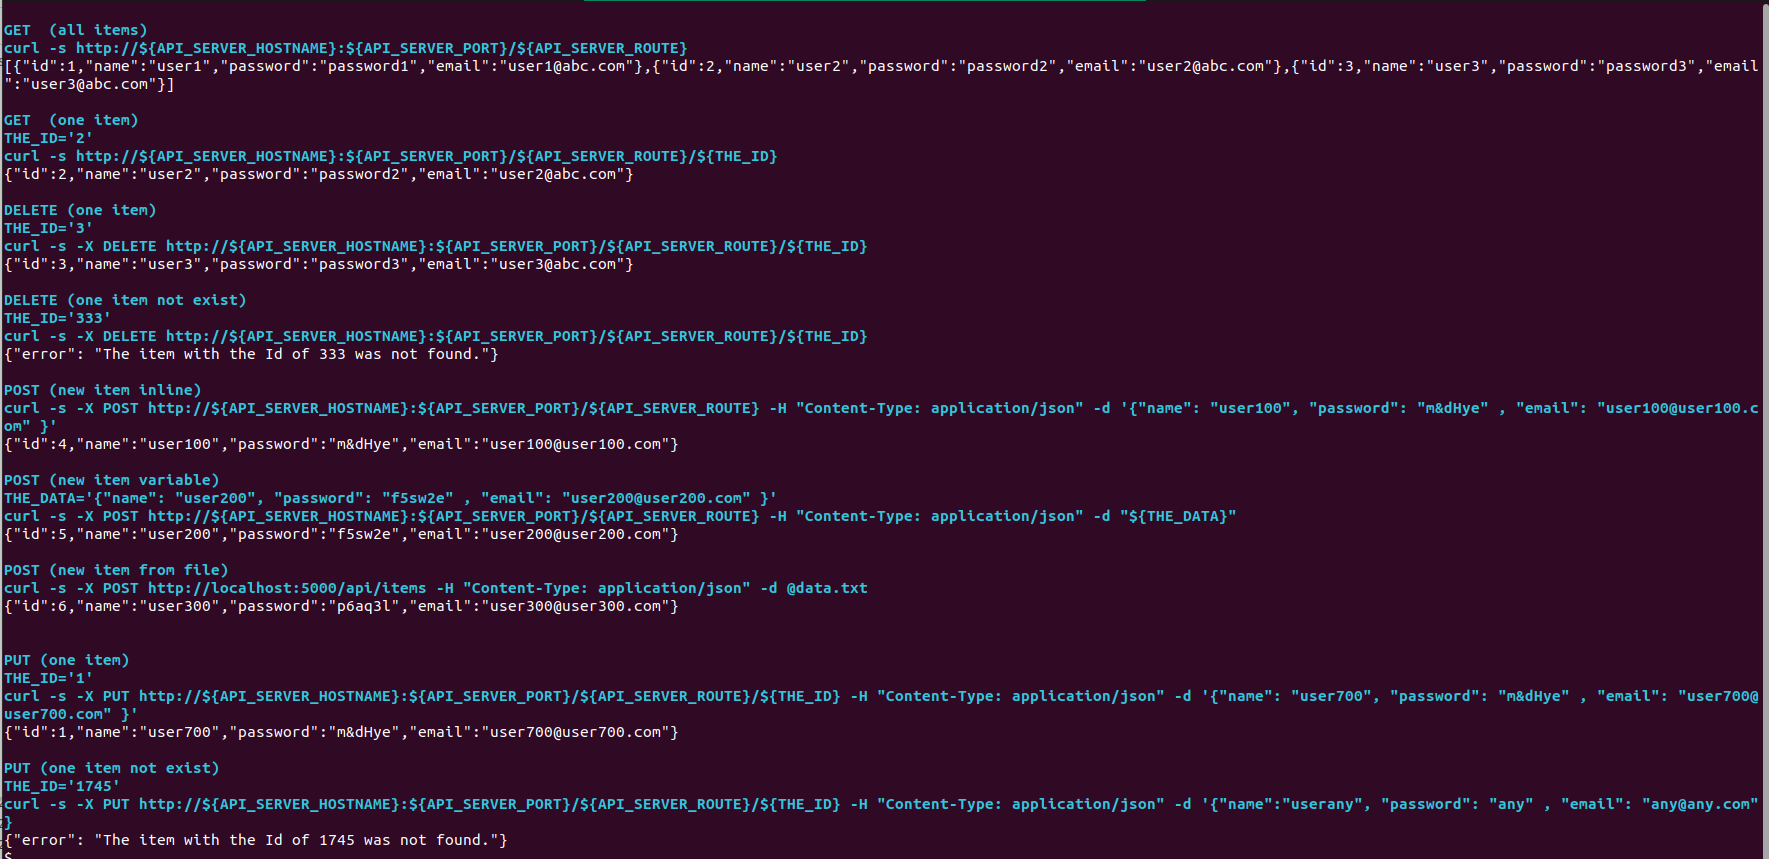 GET  (all items)
curl -s http://${API_SERVER_HOSTNAME}:${API_SERVER_PORT}/${API_SERVER_ROUTE}
[{"id":1,"name":"user1","password":"password1","email":"user1@abc.com"},{"id":2,"name":"user2","password":"password2","email":"user2@abc.com"},{"id":3,"name":"user3","password":"password3","email
":"user3@abc.com"}]

GET  (one item)
THE_ID='2'
curl -s http://${API_SERVER_HOSTNAME}:${API_SERVER_PORT}/${API_SERVER_ROUTE}/${THE_ID}
{"id":2,"name":"user2","password":"password2","email":"user2@abc.com"}

DELETE (one item)
THE_ID='3'
curl -s -X DELETE http://${API_SERVER_HOSTNAME}:${API_SERVER_PORT}/${API_SERVER_ROUTE}/${THE_ID}
{"id":3,"name":"user3","password":"password3","email":"user3@abc.com"}

DELETE (one item not exist)
THE_ID='333'
curl -s -X DELETE http://${API_SERVER_HOSTNAME}:${API_SERVER_PORT}/${API_SERVER_ROUTE}/${THE_ID}
{"error": "The item with the Id of 333 was not found."}

POST (new item inline)
curl -s -X POST http://${API_SERVER_HOSTNAME}:${API_SERVER_PORT}/${API_SERVER_ROUTE} -H "Content-Type: application/json" -d '{"name": "user100", "password": "m&dHye" , "email": "user100@user100.c
om" }'
{"id":4,"name":"user100","password":"m&dHye","email":"user100@user100.com"}

POST (new item variable)
THE_DATA='{"name": "user200", "password": "f5sw2e" , "email": "user200@user200.com" }'
curl -s -X POST http://${API_SERVER_HOSTNAME}:${API_SERVER_PORT}/${API_SERVER_ROUTE} -H "Content-Type: application/json" -d "${THE_DATA}"
{"id":5,"name":"user200","password":"f5sw2e","email":"user200@user200.com"}

POST (new item from file)
curl -s -X POST http://localhost:5000/api/items -H "Content-Type: application/json" -d @data.txt
{"id":6,"name":"user300","password":"p6aq3l","email":"user300@user300.com"}

PUT (one item)
THE_ID='1'
curl -s -X PUT http://${API_SERVER_HOSTNAME}:${API_SERVER_PORT}/${API_SERVER_ROUTE}/${THE_ID} -H "Content-Type: application/json" -d '{"name": "user700", "password": "m&dHye" , "email": "user700@
user700.com" }'
{"id":1,"name":"user700","password":"m&dHye","email":"user700@user700.com"}

PUT (one item not exist)
THE_ID='1745'
curl -s -X PUT http://${API_SERVER_HOSTNAME}:${API_SERVER_PORT}/${API_SERVER_ROUTE}/${THE_ID} -H "Content-Type: application/json" -d '{"name":"userany", "password": "any" , "email": "any@any.com"
}
{"error": "The item with the Id of 1745 was not found."}
$